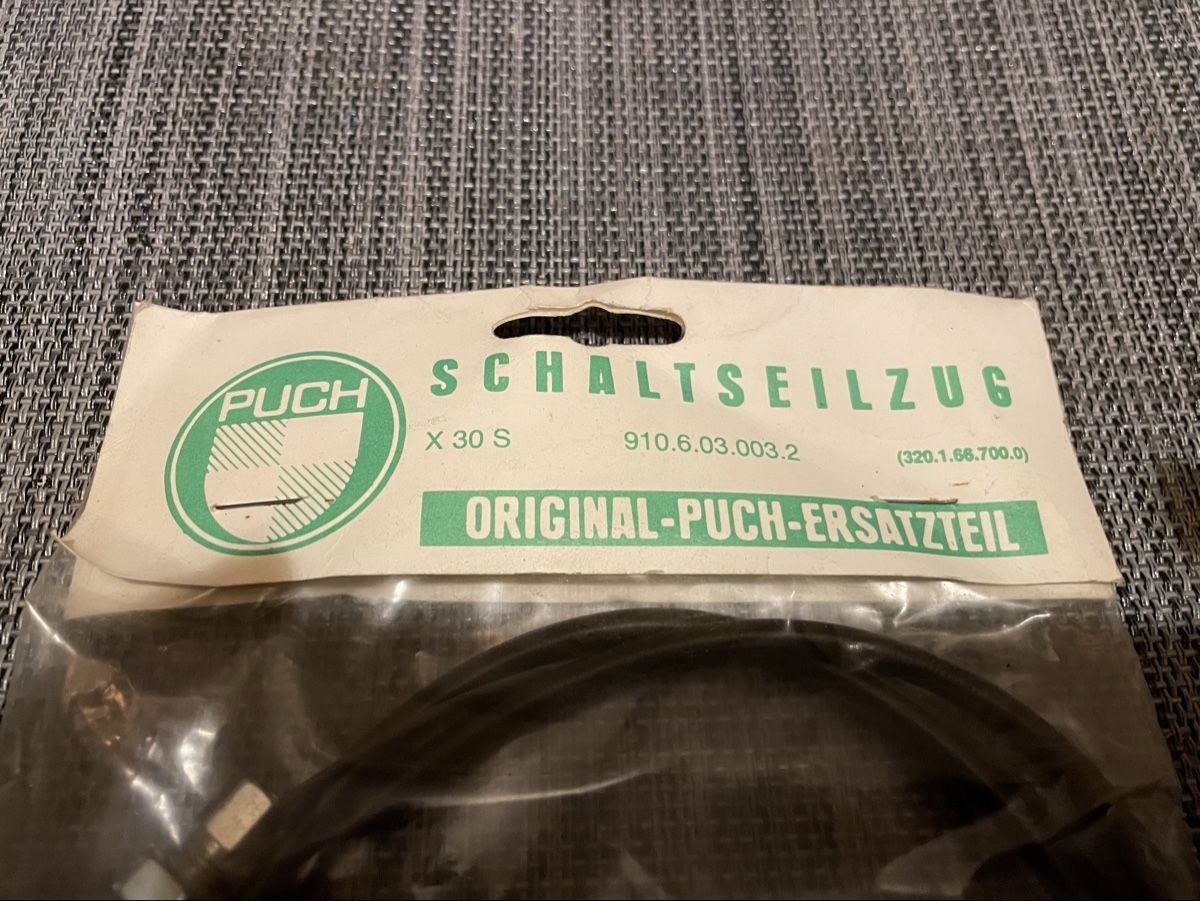 PUCH
SCHALTSEILZUG
X 30 S 910.6.03.003.2 (320.1.66.700.0)
ORIGINAL-PUCH-ERSATZTEIL